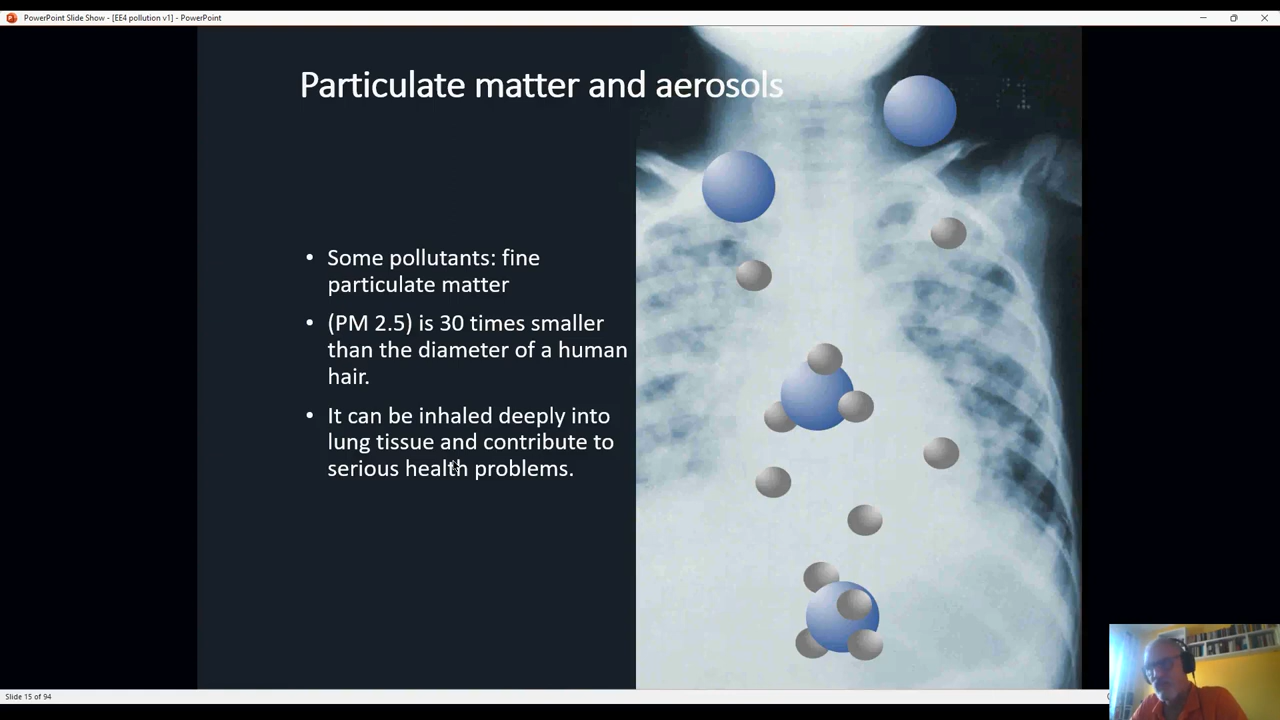 PowerPoint Slide Show - [EE4 pollution v1] - PowerPoint
Particulate matter and aerosols
• Some pollutants: fine
particulate matter
• (PM 2.5) is 30 times smaller
than the diameter of a human
hair.
• It can be inhaled deeply into
lung tissue and contribute to
serious health problems.
Slide 15 of 94